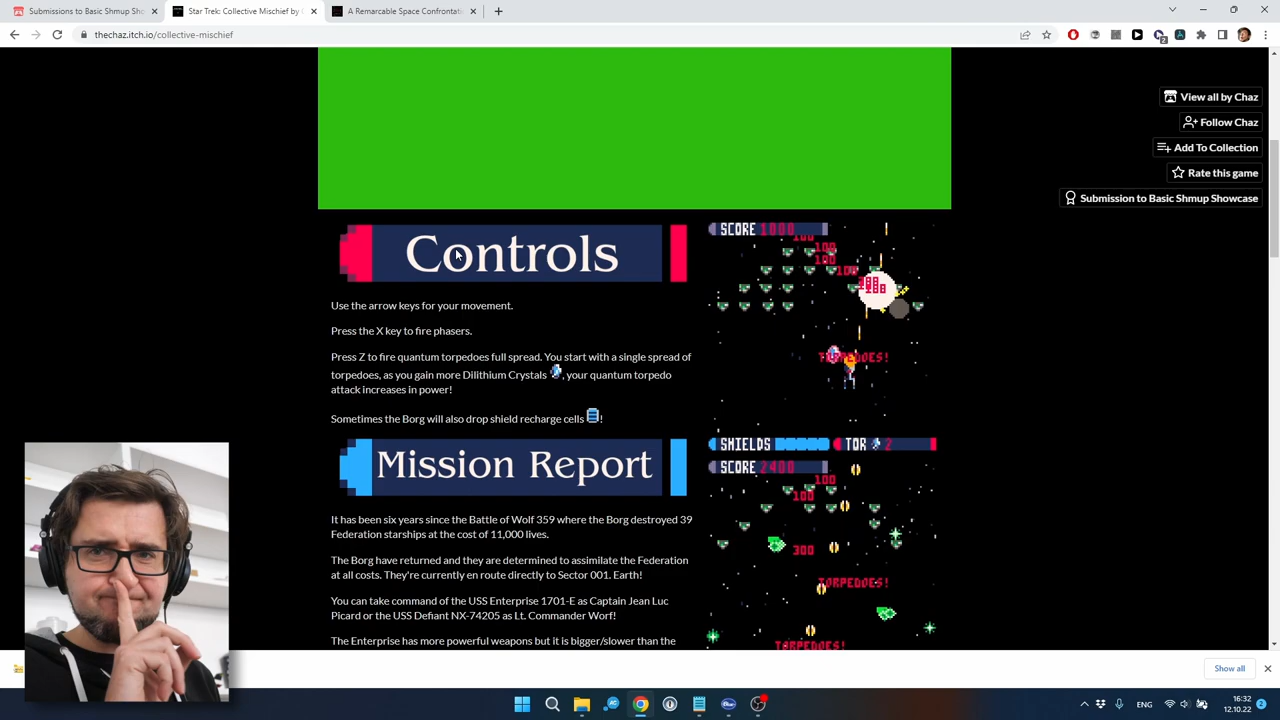 Submissions to Basic Shmup Sho
Star Trek: Collective Mischief by C
A Remarkable Space Confrontat
thechaz.itch.io/collective-mischief
View all by Chaz
Follow Chaz
Add To Collection
Rate this game
Submission to Basic Shmup Showcase
Controls
Use the arrow keys for your movement.
Press the X key to fire phasers.
Press Z to fire quantum torpedoes full spread. You start with a single spread of
torpedoes, as you gain more Dilithium Crystals , your quantum torpedo
attack increases in power!
Sometimes the Borg will also drop shield recharge cells !
SCORE 1000
100
100
100
100
TORPEDOES!
Mission Report
SHIELDS TOR 2
SCORE 2400
100
100
300
TORPEDOES!
TORPEDOES!
It has been six years since the Battle of Wolf 359 where the Borg destroyed 39
Federation starships at the cost of 11,000 lives.
The Borg have returned and they are determined to assimilate the Federation
at all costs. They're currently en route directly to Sector 001. Earth!
You can take command of the USS Enterprise 1701-E as Captain Jean Luc
Picard or the USS Defiant NX-74205 as Lt. Commander Worf!
The Enterprise has more powerful weapons but it is bigger/slower than the
Show all
ENG
16:32
12.10.22
2